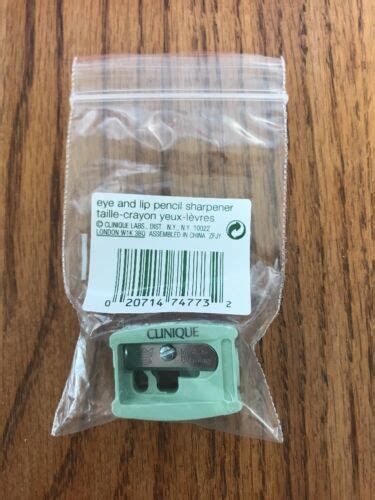 eye and lip pencil sharpener
taille-crayon yeux-lèvres
© CLINIQUE LABS., DIST. N.Y., N.Y. 10022
LONDON W1K 3BQ ASSEMBLED IN CHINA ZFJY
0 20714 74773 2
CLINIQUE